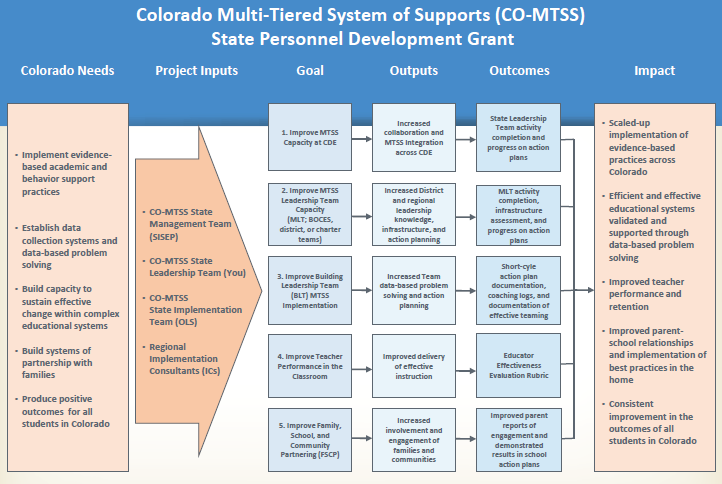 Colorado Multi-Tiered System of Supports (CO-MTSS)
State Personnel Development Grant
Colorado Needs
Project Inputs
Goal
Outputs
Outcomes
Impact
• Implement evidence-
based academic and
behavior support
practices
• Establish data
collection systems and
data-based problem
solving
• Build capacity to
sustain effective
change within complex
educational systems
• Build systems of
partnership with
families
• Produce positive
outcomes for all
students in Colorado
• CO-MTSS State
Management Team
(SISEP)
• CO-MTSS State
Leadership Team (You)
• CO-MTSS
State Implementation
Team (OLS)
• Regional
Implementation
Consultants (ICs)
1. Improve MTSS
Capacity at CDE
Increased
collaboration and
MTSS Integration
across CDE
State Leadership
Team activity
completion and
progress on action
plans
2. Improve MTSS
Leadership Team
Capacity
(MLT; BOCES,
district, or charter
teams)
Increased District
and regional
leadership
knowledge,
infrastructure, and
action planning
MLT activity
completion,
infrastructure
assessment, and
progress on action
plans
3. Improve Building
Leadership Team
(BLT) MTSS
Implementation
Increased Team
data-based problem
solving and action
planning
Short-cyle
action plan
documentation,
coaching logs, and
documentation of
effective teaming
4. Improve Teacher
Performance in the
Classroom
Improved delivery
of effective
instruction
Educator
Effectiveness
Evaluation Rubric
5. Improve Family,
School, and
Community
Partnering (FSCP)
Increased
involvement and
engagement of
families and
communities
Improved parent
reports of
engagement and
demonstrated
results in school
action plans
• Scaled-up
implementation of
evidence-based
practices across
Colorado
• Efficient and effective
educational systems
validated and
supported through
data-based problem
solving
• Improved teacher
performance and
retention
• Improved parent-
school relationships
and implementation of
best practices in the
home
• Consistent
improvement in the
outcomes of all
students in Colorado